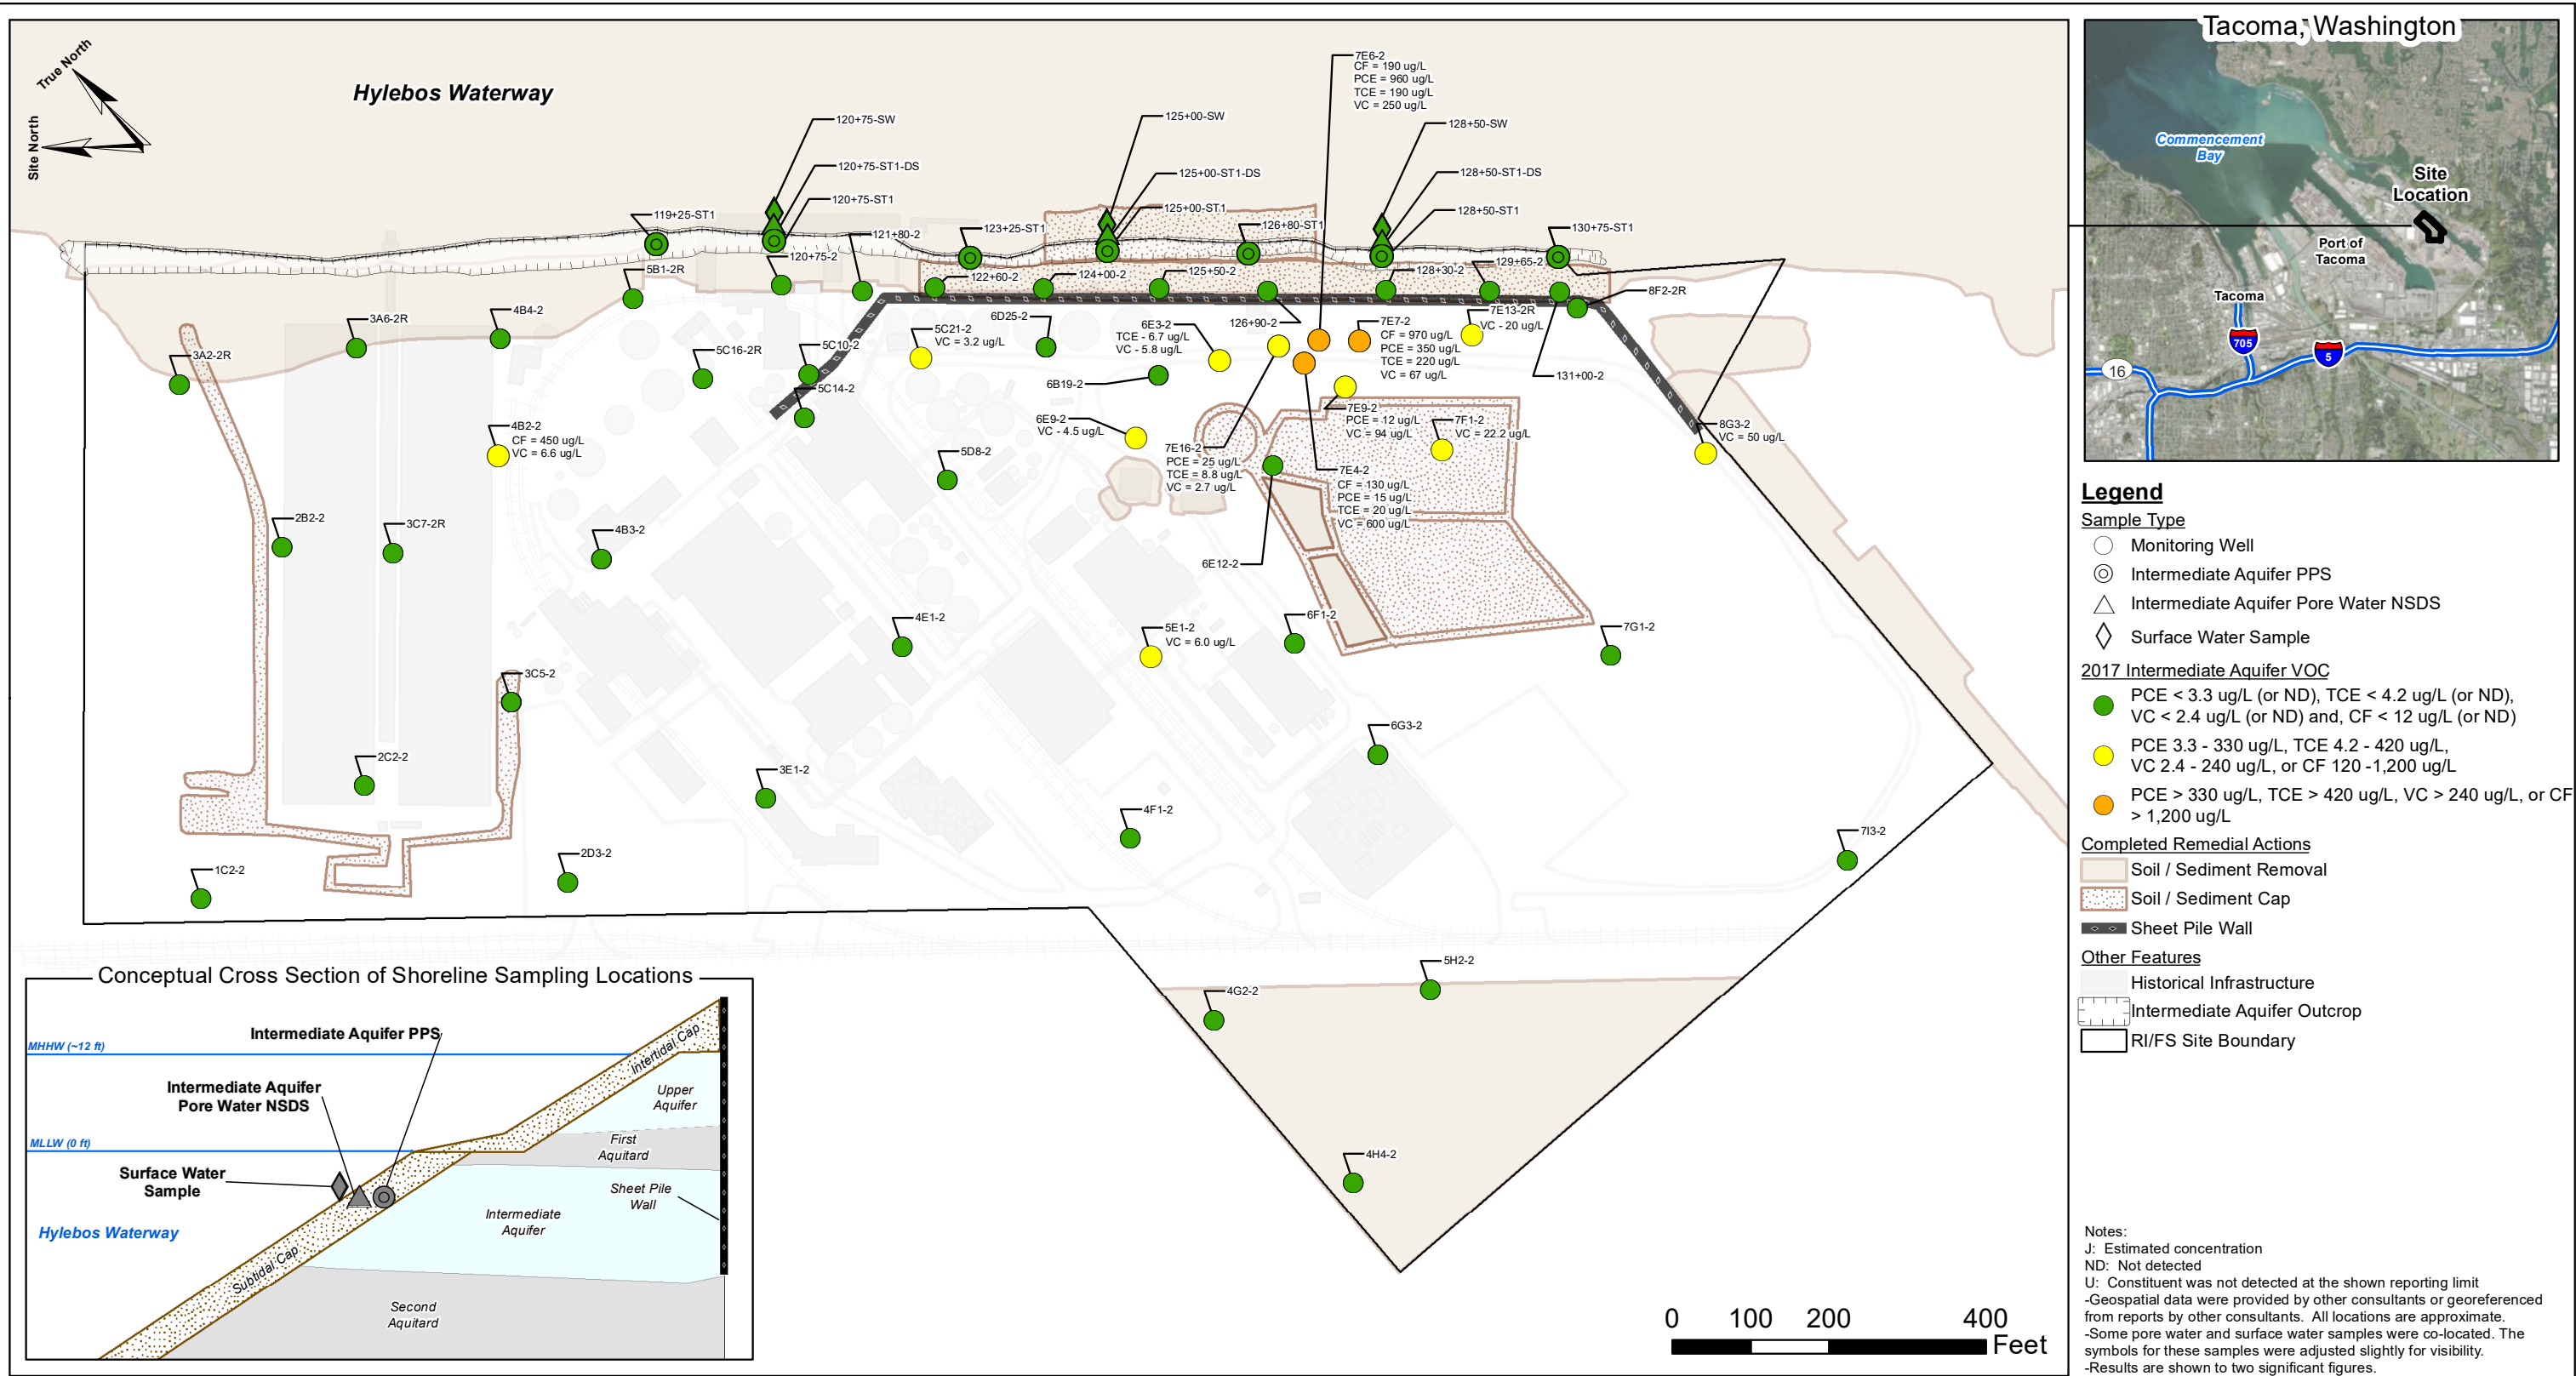 True North
Site North
Hylebos Waterway
7E6-2
CF = 190 ug/L
PCE = 960 ug/L
TCE = 190 ug/L
VC = 250 ug/L
120+75-SW
125+00-SW
128+50-SW
120+75-ST1-DS
125+00-ST1-DS
128+50-ST1-DS
120+75-ST1
125+00-ST1
128+50-ST1
119+25-ST1
121+80-2
123+25-ST1
126+80-ST1
130+75-ST1
120+75-2
5B1-2R
122+60-2
124+00-2
125+50-2
128+30-2
129+65-2
8F2-2R
3A6-2R
4B4-2
3A2-2R
5C16-2R
5C10-2
5C14-2
5C21-2
VC = 3.2 ug/L
6D25-2
6E3-2
TCE - 6.7 ug/L
VC - 5.8 ug/L
126+90-2
7E7-2
CF = 970 ug/L
PCE = 350 ug/L
TCE = 220 ug/L
VC = 67 ug/L
7E13-2R
VC - 20 ug/L
131+00-2
6B19-2
6E9-2
VC - 4.5 ug/L
7E9-2
PCE = 12 ug/L
VC = 94 ug/L
7F1-2
VC = 22.2 ug/L
8G3-2
VC = 50 ug/L
4B2-2
CF = 450 ug/L
VC = 6.6 ug/L
5D8-2
7E16-2
PCE = 25 ug/L
TCE = 8.8 ug/L
VC = 2.7 ug/L
7E4-2
CF = 130 ug/L
PCE = 15 ug/L
TCE = 20 ug/L
VC = 600 ug/L
2B2-2
3C7-2R
4B3-2
6E12-2
4E1-2
5E1-2
VC = 6.0 ug/L
6F1-2
7G1-2
3C5-2
6G3-2
2C2-2
3E1-2
4F1-2
7I3-2
2D3-2
1C2-2
5H2-2
4G2-2
4H4-2
Conceptual Cross Section of Shoreline Sampling Locations
MHHW (~12 ft)
Intermediate Aquifer PPS
Intertidal Cap
Intermediate Aquifer
Pore Water NSDS
Upper
Aquifer
MLLW (0 ft)
First
Aquitard
Surface Water
Sample
Sheet Pile
Wall
Hylebos Waterway
Intermediate
Aquifer
Subtidal Cap
Second
Aquitard
0 100 200 400
Feet
Tacoma, Washington
Commencement
Bay
Site
Location
Port of
Tacoma
Tacoma
705
5
16
Legend
Sample Type
Monitoring Well
Intermediate Aquifer PPS
Intermediate Aquifer Pore Water NSDS
Surface Water Sample
2017 Intermediate Aquifer VOC
PCE < 3.3 ug/L (or ND), TCE < 4.2 ug/L (or ND),
VC < 2.4 ug/L (or ND) and, CF < 12 ug/L (or ND)
PCE 3.3 - 330 ug/L, TCE 4.2 - 420 ug/L,
VC 2.4 - 240 ug/L, or CF 120 -1,200 ug/L
PCE > 330 ug/L, TCE > 420 ug/L, VC > 240 ug/L, or CF
> 1,200 ug/L
Completed Remedial Actions
Soil / Sediment Removal
Soil / Sediment Cap
Sheet Pile Wall
Other Features
Historical Infrastructure
Intermediate Aquifer Outcrop
RI/FS Site Boundary
Notes:
J: Estimated concentration
ND: Not detected
U: Constituent was not detected at the shown reporting limit
-Geospatial data were provided by other consultants or georeferenced
from reports by other consultants. All locations are approximate.
-Some pore water and surface water samples were co-located. The
symbols for these samples were adjusted slightly for visibility.
-Results are shown to two significant figures.